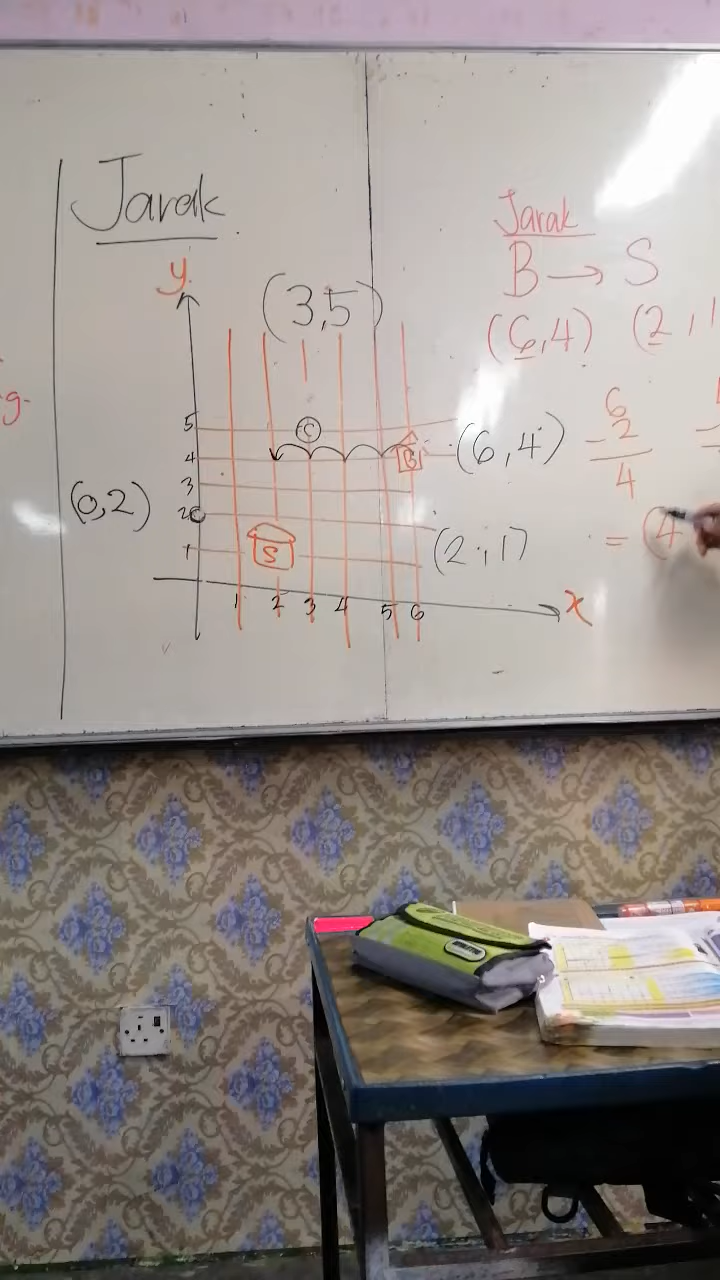 Jarak
y
(3,5)
5
4
3
2
1
(0,2)
C
B
S
(6,4)
(2,1)
1 2 3 4 5 6
x
g.
Jarak
B → S
(6,4) (2,1
6
- 2
4
= (4